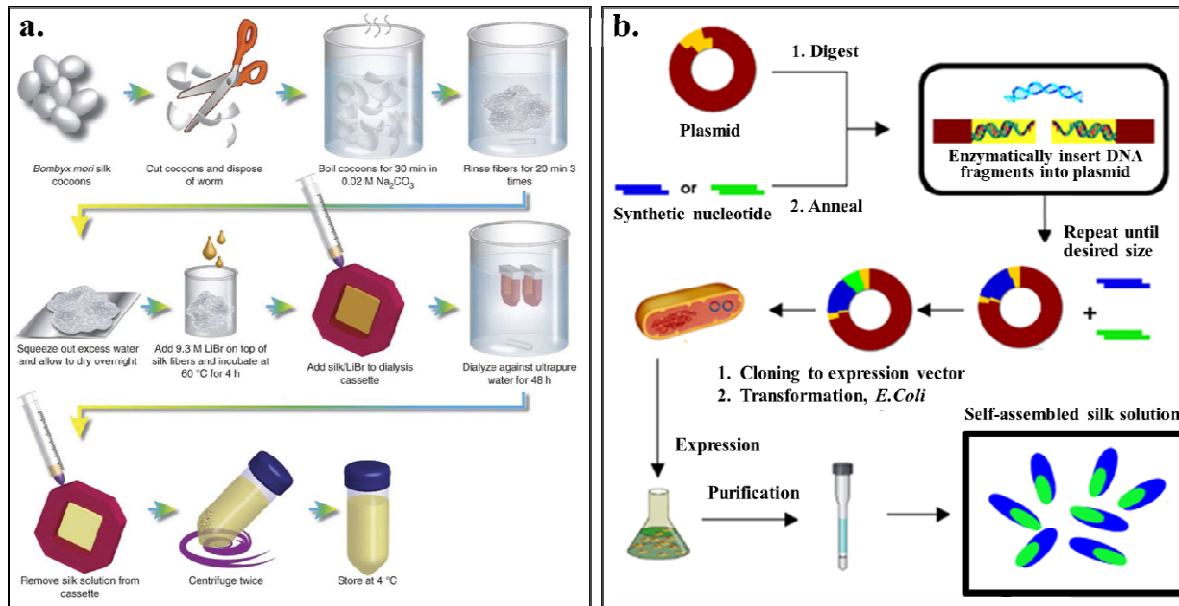 a.
Bombyx mori silk
cocoons
Cut cocoons and dispose
of worm
Boil cocoons for 30 min in
0.02 M Na₂CO₃
Rinse fibers for 20 min 3
times
Squeeze out excess water
and allow to dry overnight
Add 9.3 M LiBr on top of
silk fibers and incubate at
60 °C for 4 h
Add silk/LiBr to dialysis
cassette
Dialyze against ultrapure
water for 48 h
Remove silk solution from
cassette
Centrifuge twice
Store at 4 °C
b.
1. Digest
Plasmid
or
Synthetic nucleotide
2. Anneal
Enzymatically insert DNA
fragments into plasmid
Repeat until
desired size
+
1. Cloning to expression vector
2. Transformation, E.Coli
Expression
Purification
Self-assembled silk solution